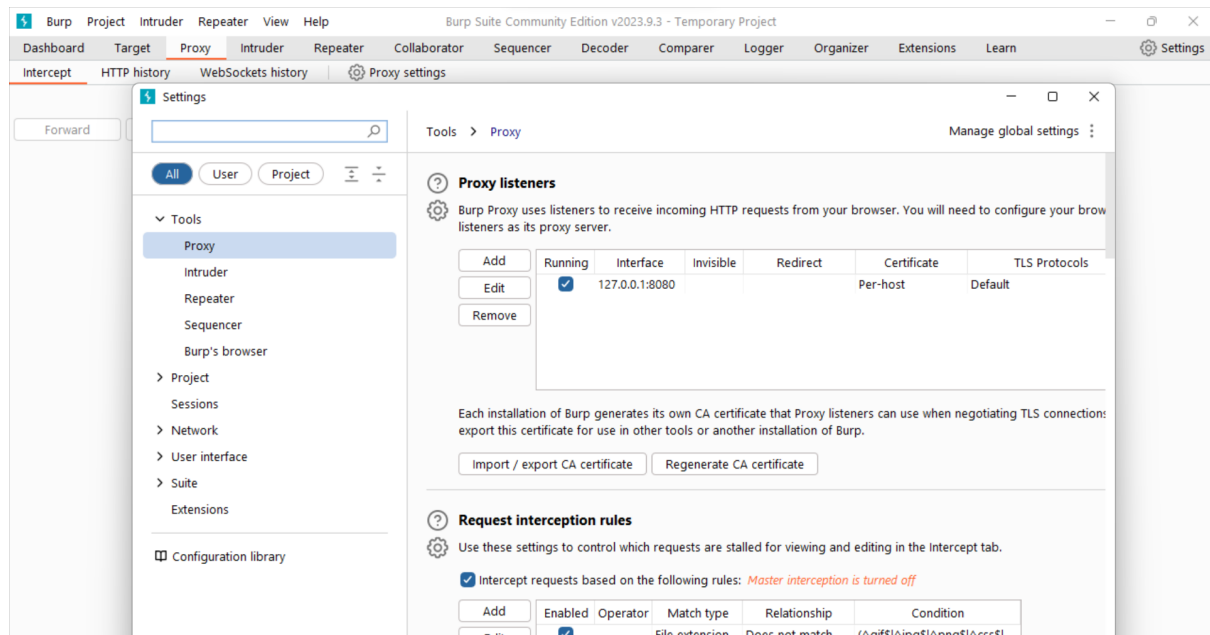 Burp Project Intruder Repeater View Help Burp Suite Community Edition v2023.9.3 - Temporary Project
Dashboard Target Proxy Intruder Repeater Collaborator Sequencer Decoder Comparer Logger Organizer Extensions Learn Settings
Intercept HTTP history WebSockets history Proxy settings
Settings
Forward
Tools > Proxy Manage global settings
All User Project
Proxy listeners
Burp Proxy uses listeners to receive incoming HTTP requests from your browser. You will need to configure your brow
listeners as its proxy server.
Tools
Proxy
Intruder
Repeater
Sequencer
Burp's browser
Project
Sessions
Network
User interface
Suite
Extensions
Configuration library
Add
Edit
Remove
Running Interface Invisible Redirect Certificate TLS Protocols
127.0.0.1:8080 Per-host Default
Each installation of Burp generates its own CA certificate that Proxy listeners can use when negotiating TLS connections
export this certificate for use in other tools or another installation of Burp.
Import / export CA certificate Regenerate CA certificate
Request interception rules
Use these settings to control which requests are stalled for viewing and editing in the Intercept tab.
Intercept requests based on the following rules: Master interception is turned off
Add Enabled Operator Match type Relationship Condition
File extension Does not match